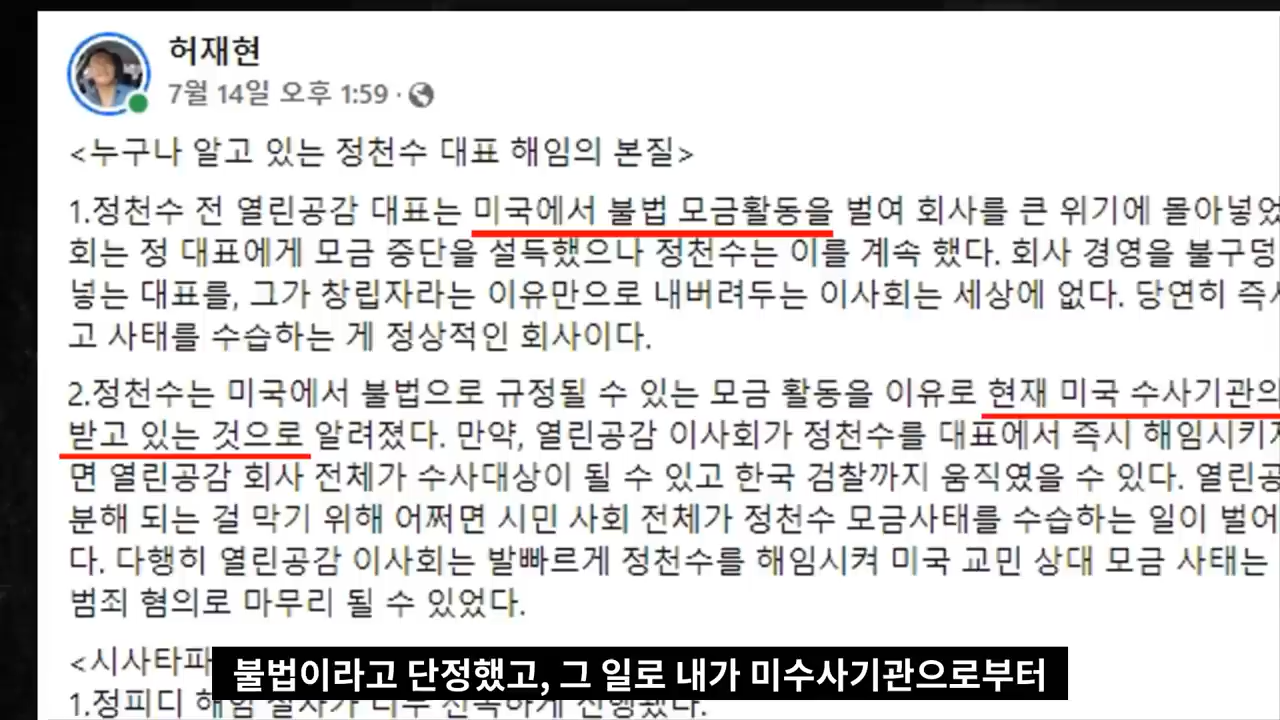 허재현
7월 14일 오후 1:59 ·
<누구나 알고 있는 정천수 대표 해임의 본질>
1.정천수 전 열린공감 대표는 미국에서 불법 모금활동을 벌여 회사를 큰 위기에 몰아넣었
회는 정 대표에게 모금 중단을 설득했으나 정천수는 이를 계속 했다. 회사 경영을 불구덩
넣는 대표를, 그가 창립자라는 이유만으로 내버려두는 이사회는 세상에 없다. 당연히 즉시
고 사태를 수습하는 게 정상적인 회사이다.
2.정천수는 미국에서 불법으로 규정될 수 있는 모금 활동을 이유로 현재 미국 수사기관의
받고 있는 것으로 알려졌다. 만약, 열린공감 이사회가 정천수를 대표에서 즉시 해임시키지
면 열린공감 회사 전체가 수사대상이 될 수 있고 한국 검찰까지 움직였을 수 있다. 열린공
분해 되는 걸 막기 위해 어쩌면 시민 사회 전체가 정천수 모금사태를 수습하는 일이 벌어
다. 다행히 열린공감 이사회는 발빠르게 정천수를 해임시켜 미국 교민 상대 모금 사태는
범죄 혐의로 마무리 될 수 있었다.
<시사타파
불법이라고 단정했고, 그 일로 내가 미수사기관으로부터
1.정피디 해임 절차가 너무 신속하게 진행됐다.